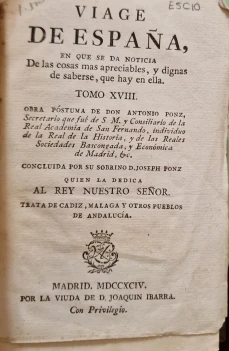 ESCIO
VIAGE
DE ESPAÑA,
EN QUE SE DA NOTICIA
De las cosas mas apreciables, y dignas
de saberse, que hay en ella.
TOMO XVIII.
OBRA PÓSTUMA DE DON ANTONIO PONZ,
Secretario que fué de S. M. y Consiliario de la
Real Academia de San Fernando, individuo
de la Real de la Historia, y de las Reales
Sociedades Bascongada, y Económica
de Madrid, &c.
CONCLUIDA POR SU SOBRINO D. JOSEPH PONZ
QUIEN LA DEDICA
AL REY NUESTRO SEÑOR.
TRATA DE CADIZ, MALAGA Y OTROS PUEBLOS
DE ANDALUCÍA.
MADRID. MDCCXCIV.
POR LA VIUDA DE D. JOAQUIN IBARRA.
Con Privilegio.